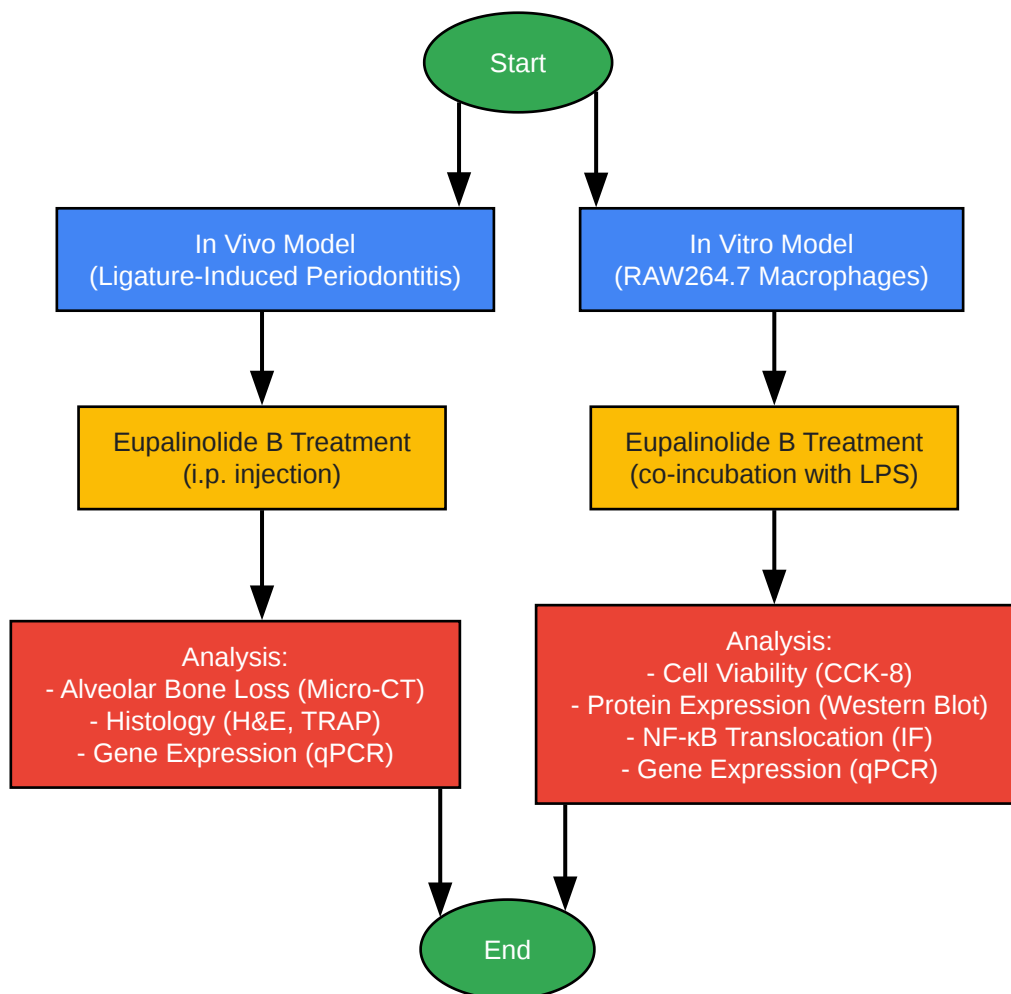 Start
In Vivo Model
(Ligature-Induced Periodontitis)
In Vitro Model
(RAW264.7 Macrophages)
Eupalinolide B Treatment
(i.p. injection)
Eupalinolide B Treatment
(co-incubation with LPS)
Analysis:
- Alveolar Bone Loss (Micro-CT)
- Histology (H&E, TRAP)
- Gene Expression (qPCR)
Analysis:
- Cell Viability (CCK-8)
- Protein Expression (Western Blot)
- NF-κB Translocation (IF)
- Gene Expression (qPCR)
End